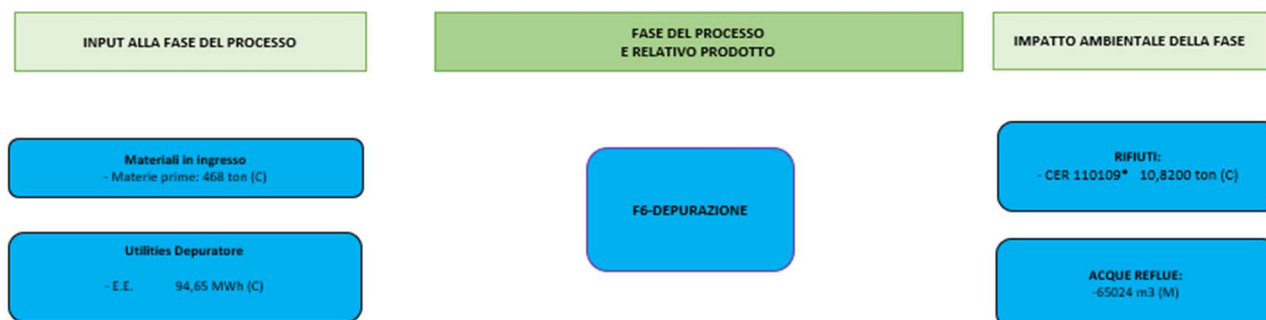 INPUT ALLA FASE DEL PROCESSO
FASE DEL PROCESSO
E RELATIVO PRODOTTO
IMPATTO AMBIENTALE DELLA FASE
Materiali in ingresso
- Materie prime: 468 ton (C)
Utilities Depuratore
- E.E. 94,65 MWh (C)
F6-DEPURAZIONE
RIFIUTI:
- CER 110109* 10,8200 ton (C)
ACQUE REFLUE:
-65024 m3 (M)